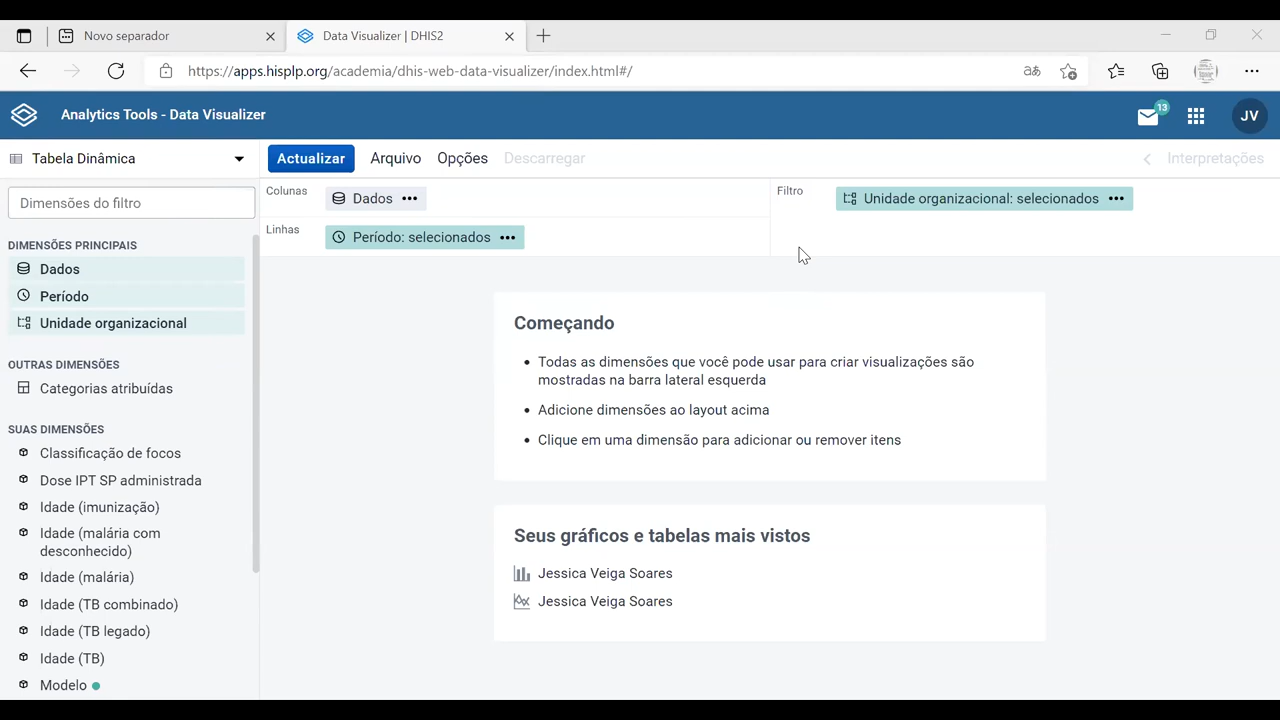 Novo separador
Data Visualizer | DHIS2
https://apps.hisplp.org/academia/dhis-web-data-visualizer/index.html#/
Analytics Tools - Data Visualizer
13
JV
Tabela Dinâmica
Actualizar
Arquivo
Opções
Descarregar
Interpretações
Dimensões do filtro
Colunas
Dados
Filtro
Unidade organizacional: selecionados
Linhas
Período: selecionados
DIMENSÕES PRINCIPAIS
Dados
Período
Unidade organizacional
OUTRAS DIMENSÕES
Categorias atribuídas
SUAS DIMENSÕES
Classificação de focos
Dose IPT SP administrada
Idade (imunização)
Idade (malária com
desconhecido)
Idade (malária)
Idade (TB combinado)
Idade (TB legado)
Idade (TB)
Modelo
Começando
Todas as dimensões que você pode usar para criar visualizações são
mostradas na barra lateral esquerda
Adicione dimensões ao layout acima
Clique em uma dimensão para adicionar ou remover itens
Seus gráficos e tabelas mais vistos
Jessica Veiga Soares
Jessica Veiga Soares